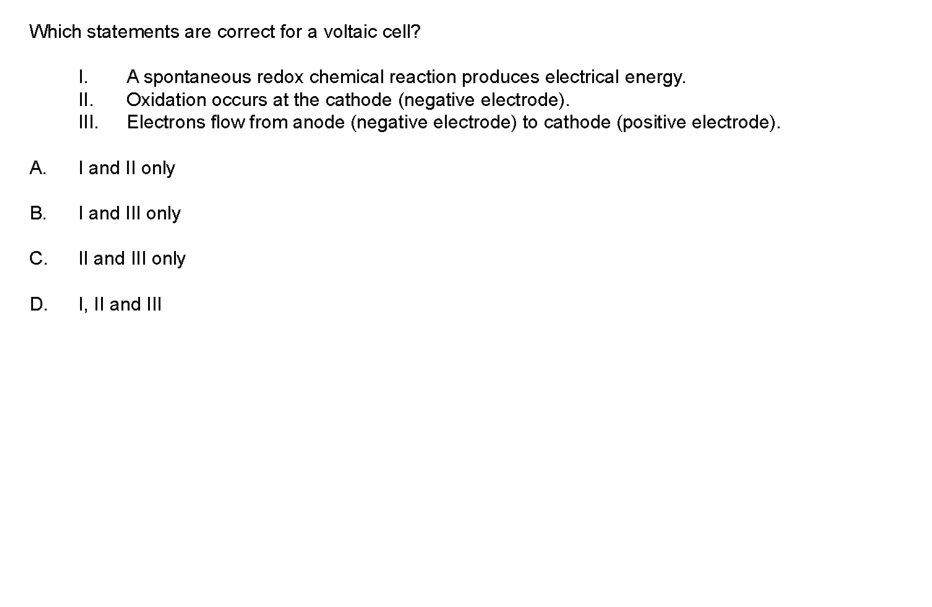 Which statements are correct for a voltaic cell?
I. A spontaneous redox chemical reaction produces electrical energy.
II. Oxidation occurs at the cathode (negative electrode).
III. Electrons flow from anode (negative electrode) to cathode (positive electrode).
A. I and II only
B. I and III only
C. II and III only
D. I, II and III